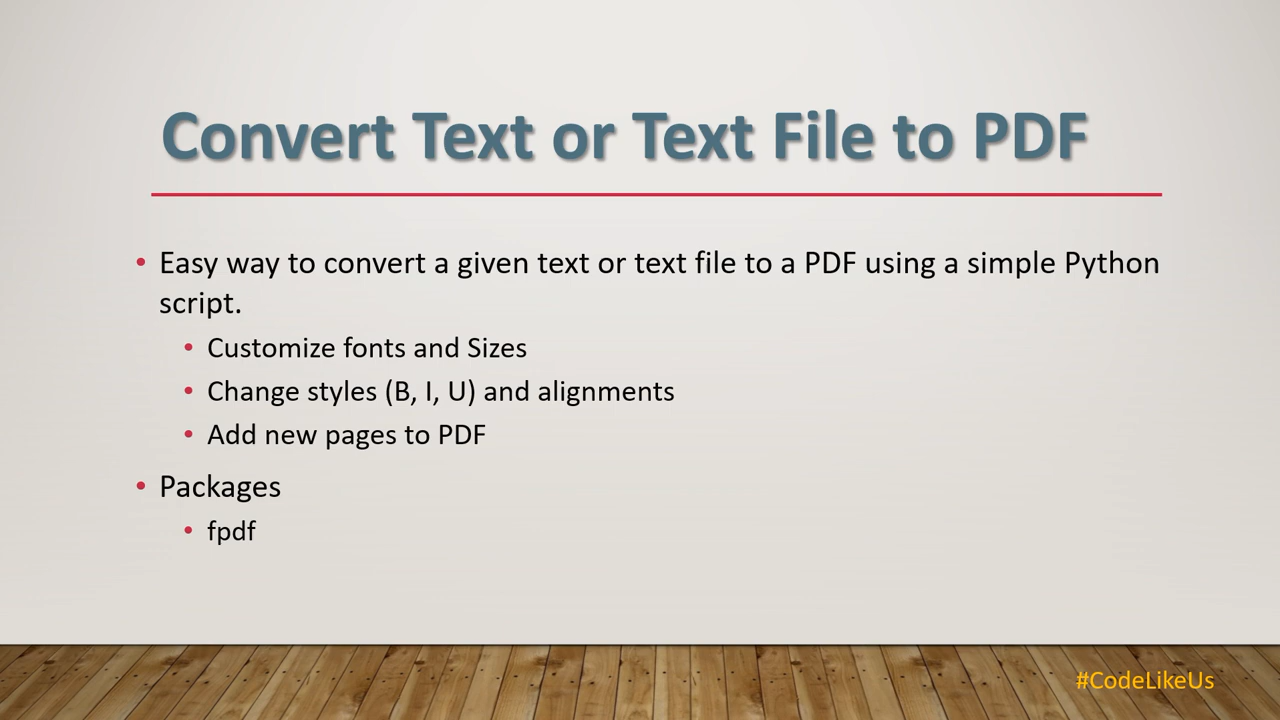 Convert Text or Text File to PDF
• Easy way to convert a given text or text file to a PDF using a simple Python
script.
• Customize fonts and Sizes
• Change styles (B, I, U) and alignments
• Add new pages to PDF
• Packages
• fpdf
#CodeLikeUs